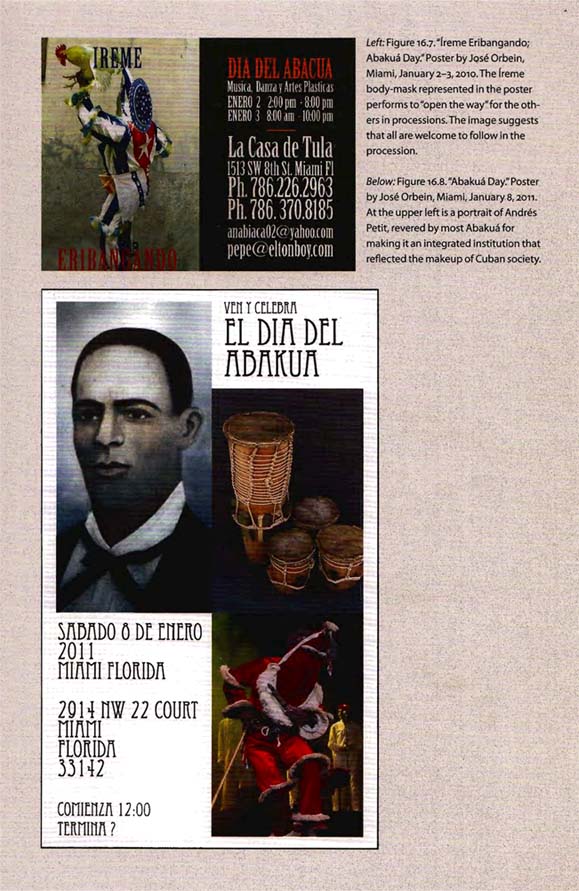 IREME
ERIBANGANDO
DIA DEL ABACUA
Musica, Danza y Artes Plasticas
ENERO 2 2:00 pm - 8:00 pm
ENERO 3 8:00 am - 10:00 pm
La Casa de Tula
1513 SW 8th St. Miami Fl
Ph. 786.226.2963
Ph. 786. 370.8185
anabiaca02@yahoo.com
pepe@eltonboy.com
Left: Figure 16.7. “Íreme Eribangando;
Abakuá Day.” Poster by José Orbein,
Miami, January 2–3, 2010. The Íreme
body-mask represented in the poster
performs to “open the way” for the oth-
ers in processions. The image suggests
that all are welcome to follow in the
procession.
Below: Figure 16.8. “Abakuá Day.” Poster
by José Orbein, Miami, January 8, 2011.
At the upper left is a portrait of Andrés
Petit, revered by most Abakuá for
making it an integrated institution that
reflected the makeup of Cuban society.
VEN Y CELEBRA
EL DIA DEL
ABAKUA
SABADO 8 DE ENERO
2011
MIAMI FLORIDA
2914 NW 22 COURT
MIAMI
FLORIDA
33142
COMIENZA 12:00
TERMINA ?